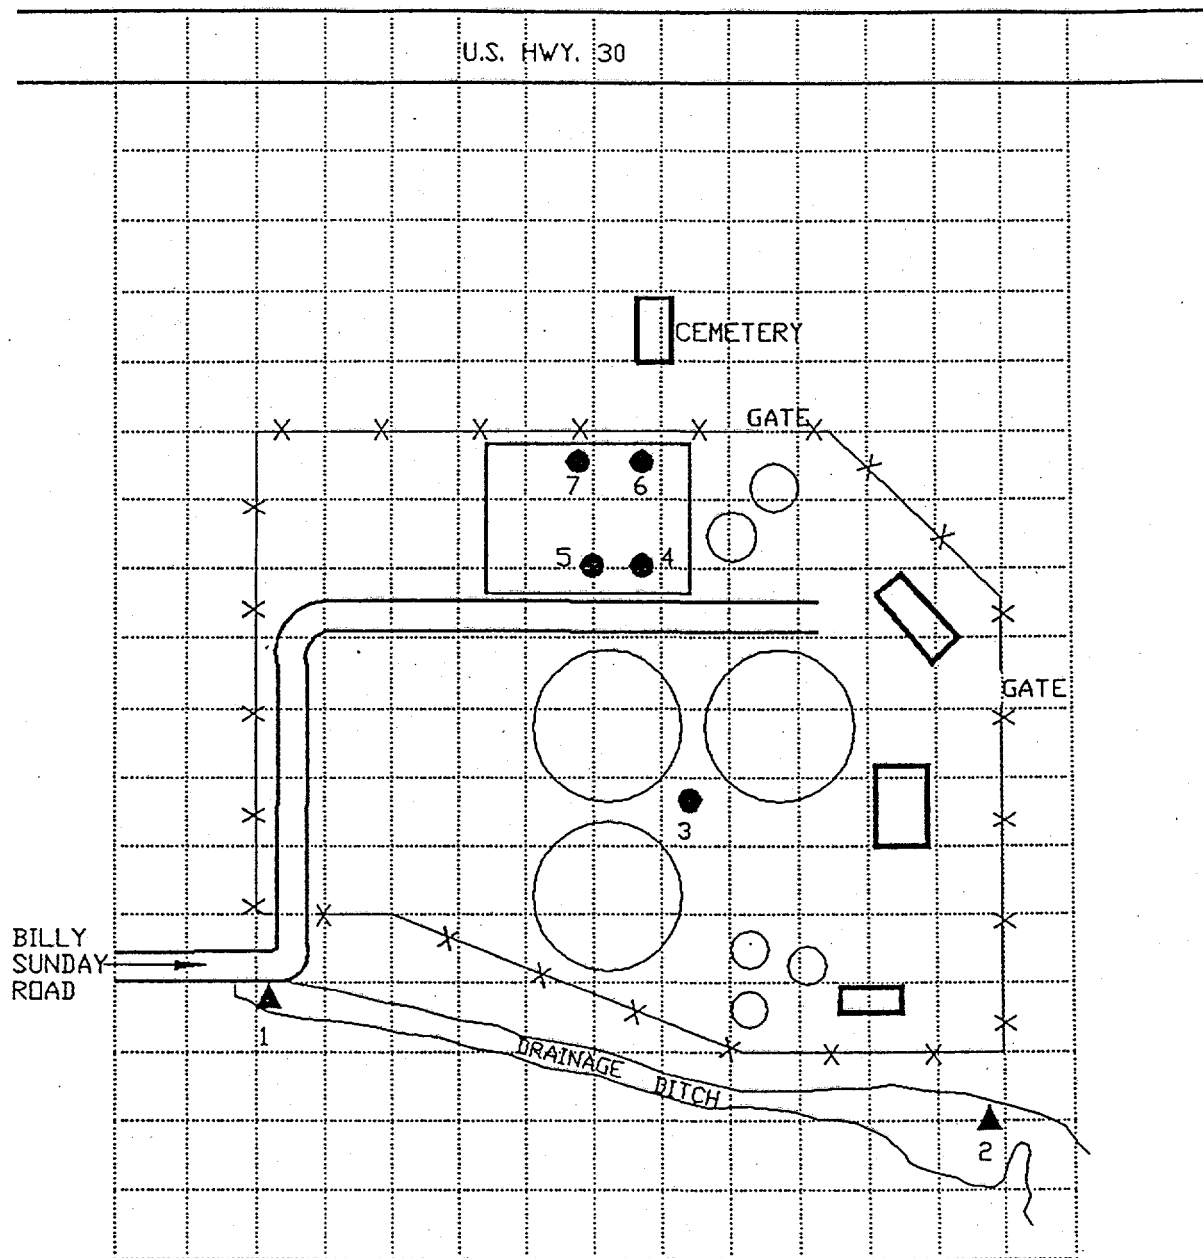 U.S. HWY. 30
CEMETERY
GATE
7
6
5
4
GATE
3
BILLY
SUNDAY
ROAD
1
DRAINAGE DITCH
2